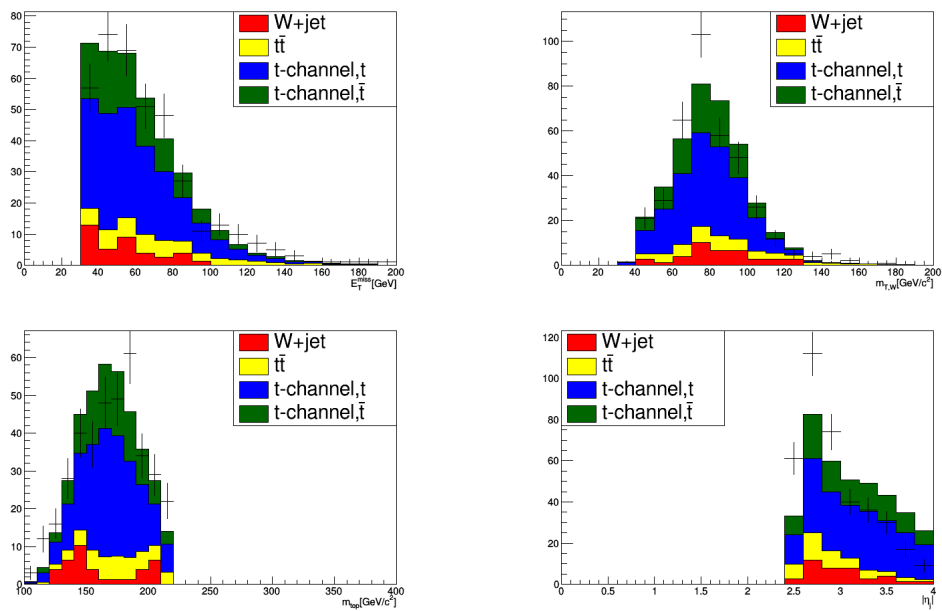 80
70
60
50
40
30
20
10
0
W+jet
tt̄
t-channel,t
t-channel,t̄
0 20 40 60 80 100 120 140 160 180 200
E_T^miss[GeV]
100
80
60
40
20
0
W+jet
tt̄
t-channel,t
t-channel,t̄
0 20 40 60 80 100 120 140 160 180 200
m_T,W[GeV/c²]
60
50
40
30
20
10
0
W+jet
tt̄
t-channel,t
t-channel,t̄
100 150 200 250 300 350 400
m_top[GeV/c²]
120
100
80
60
40
20
0
W+jet
tt̄
t-channel,t
t-channel,t̄
0 0.5 1 1.5 2 2.5 3 3.5 4